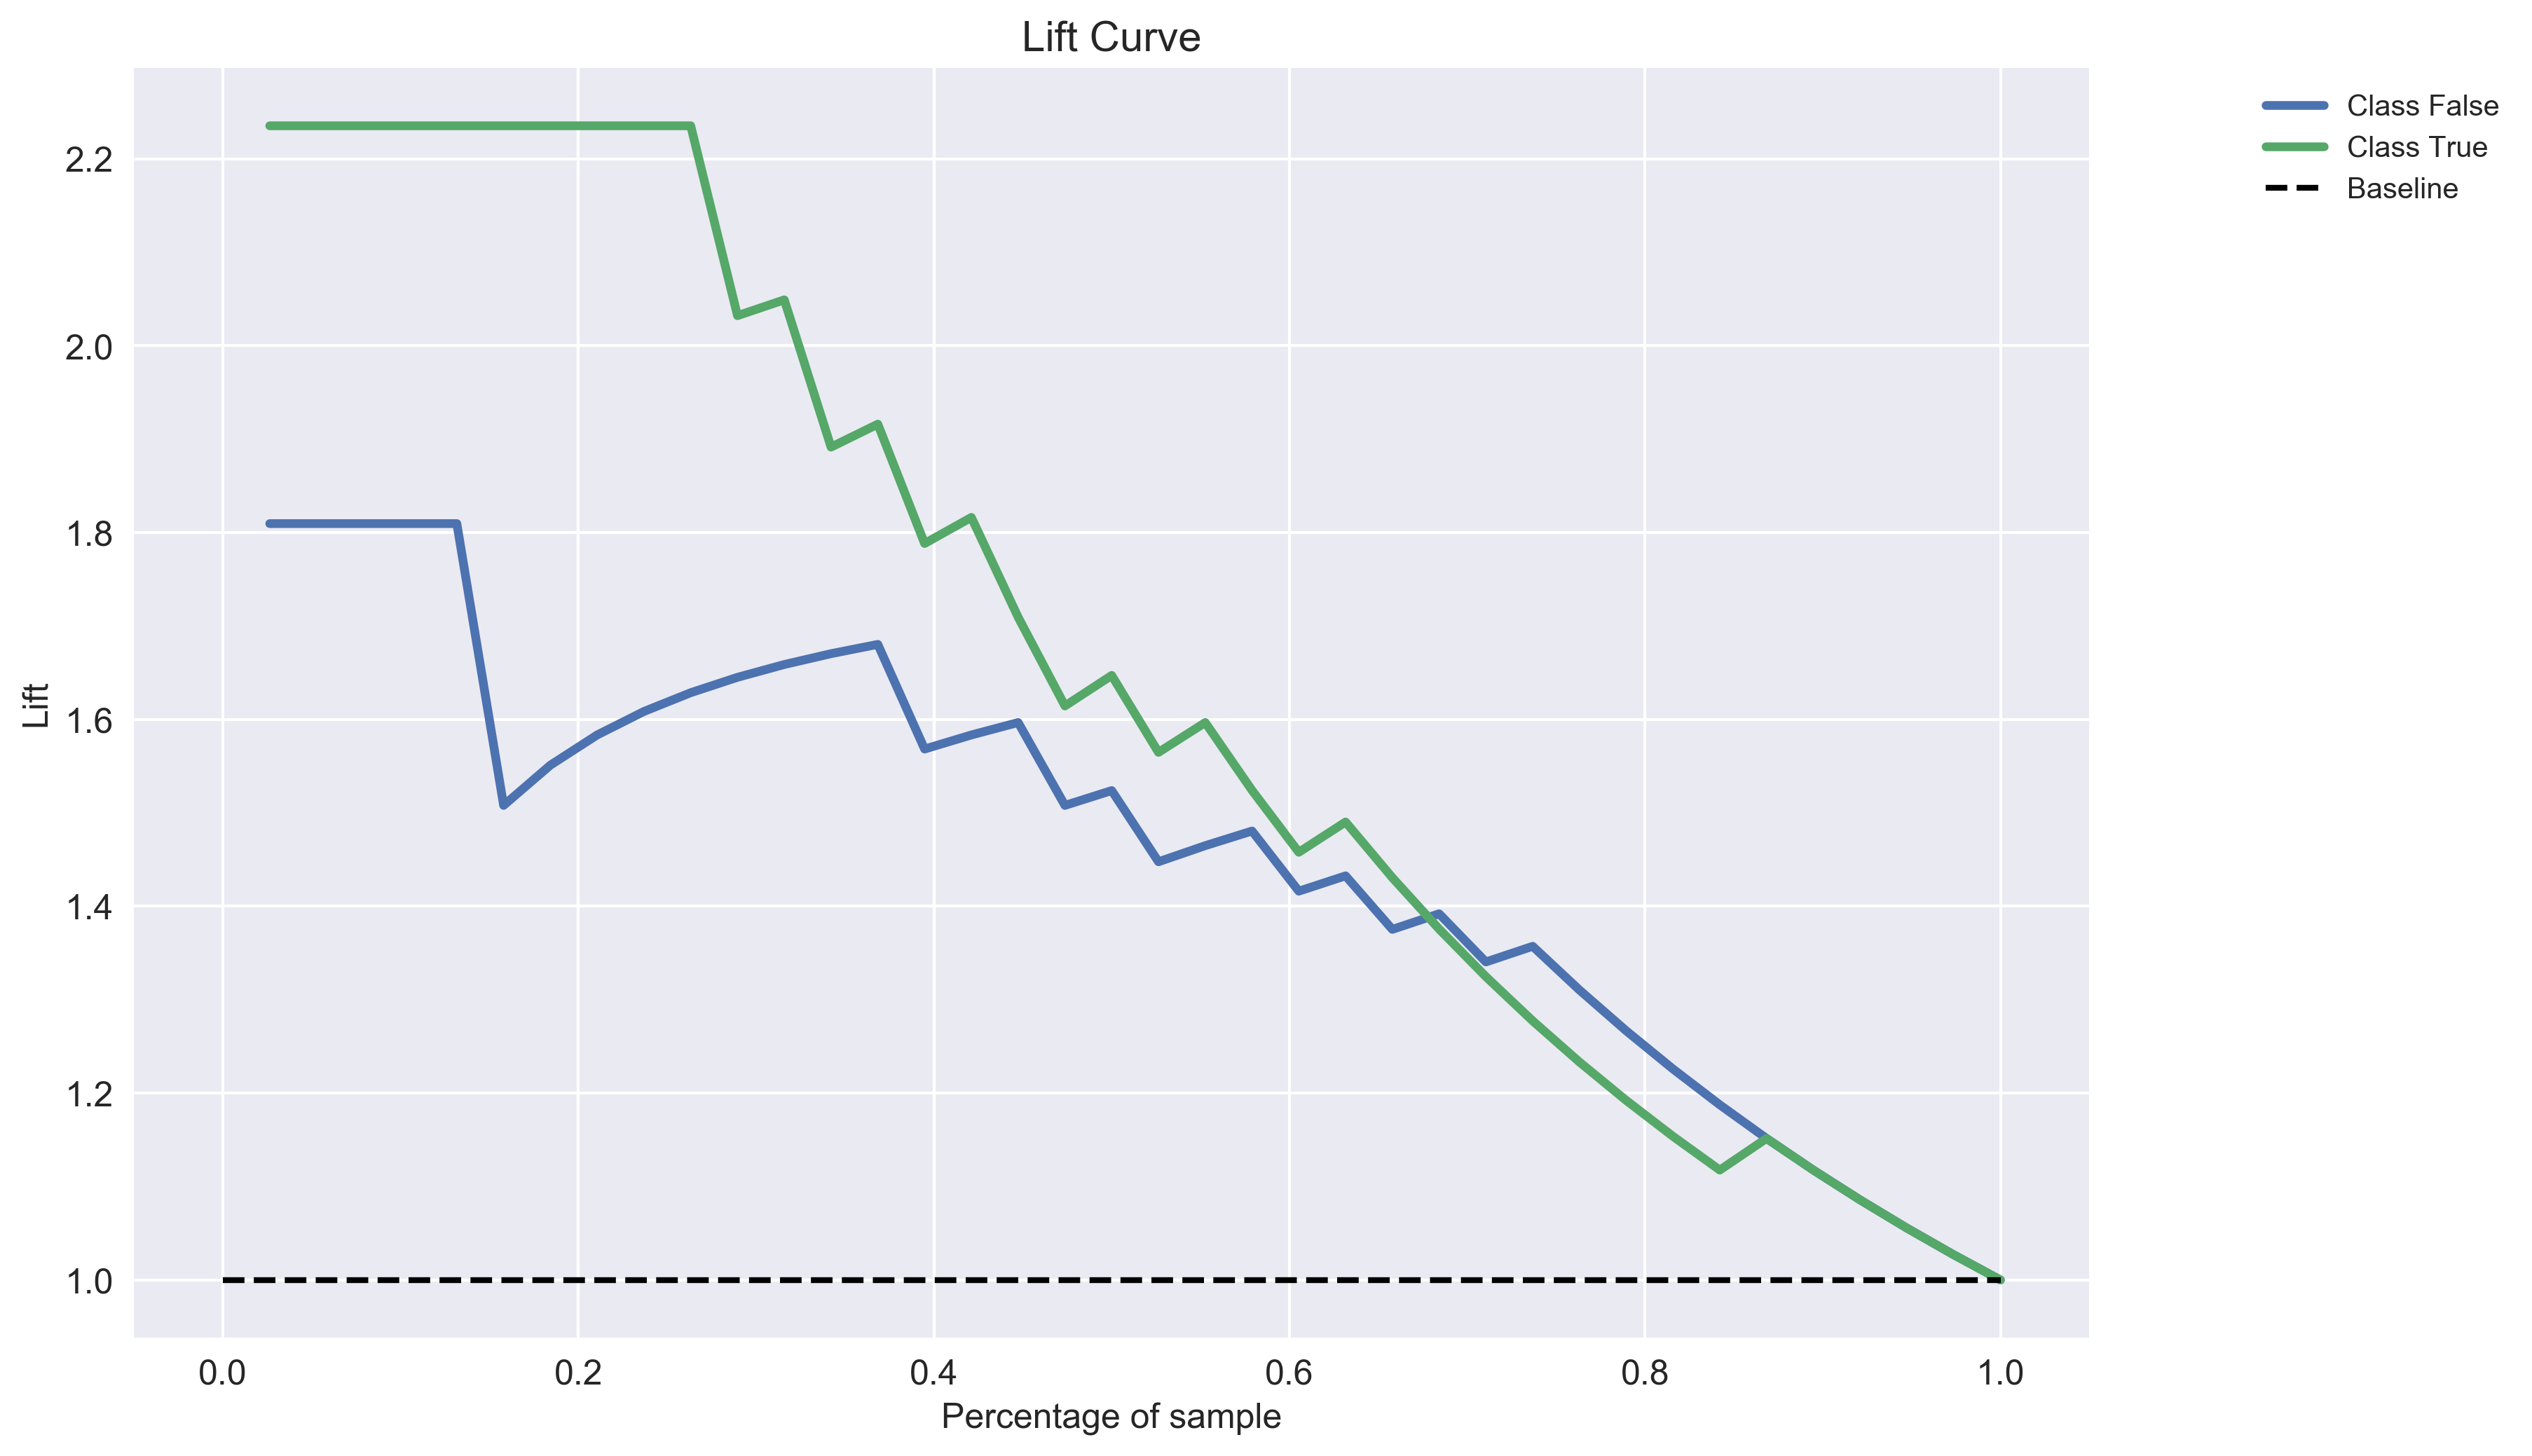 Lift Curve
Class False
Class True
Baseline
2.2
2.0
1.8
1.6
1.4
1.2
1.0
Lift
0.0 0.2 0.4 0.6 0.8 1.0
Percentage of sample